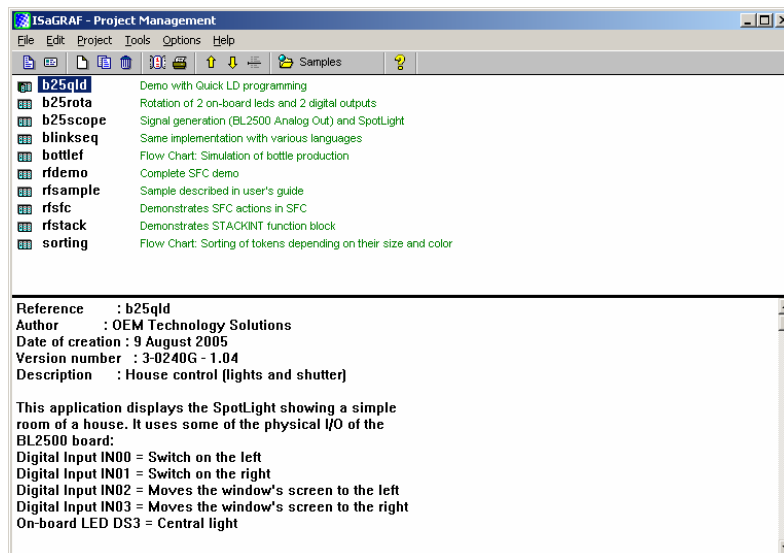 ISaGRAF - Project Management
File Edit Project Tools Options Help
Samples
b25qld Demo with Quick LD programming
b25rota Rotation of 2 on-board leds and 2 digital outputs
b25scope Signal generation (BL2500 Analog Out) and SpotLight
blinkseq Same implementation with various languages
bottlef Flow Chart: Simulation of bottle production
rfdemo Complete SFC demo
rfsample Sample described in user's guide
rfsfc Demonstrates SFC actions in SFC
rfstack Demonstrates STACKINT function block
sorting Flow Chart: Sorting of tokens depending on their size and color
Reference : b25qld
Author : OEM Technology Solutions
Date of creation : 9 August 2005
Version number : 3-0240G - 1.04
Description : House control (lights and shutter)
This application displays the SpotLight showing a simple
room of a house. It uses some of the physical I/O of the
BL2500 board:
Digital Input IN00 = Switch on the left
Digital Input IN01 = Switch on the right
Digital Input IN02 = Moves the window's screen to the left
Digital Input IN03 = Moves the window's screen to the right
On-board LED DS3 = Central light